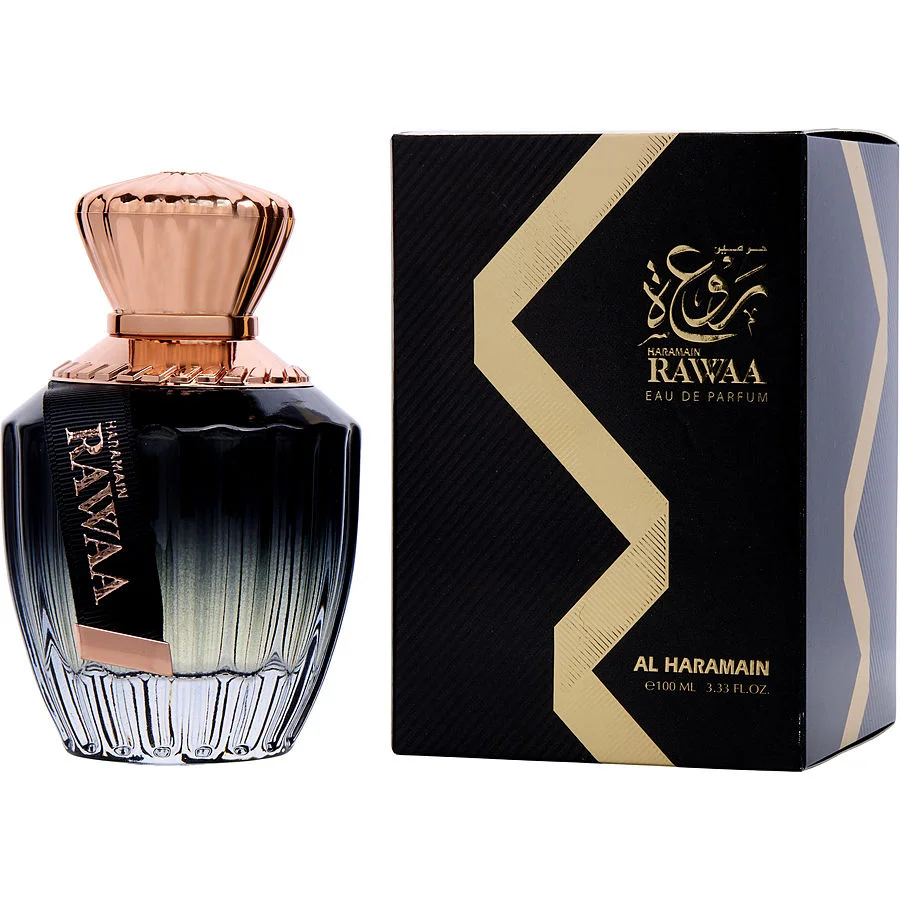 HARAMAIN
RAWAA
حرمين
روعة
HARAMAIN
RAWAA
EAU DE PARFUM
AL HARAMAIN
℮100 ML 3.33 FL.OZ.